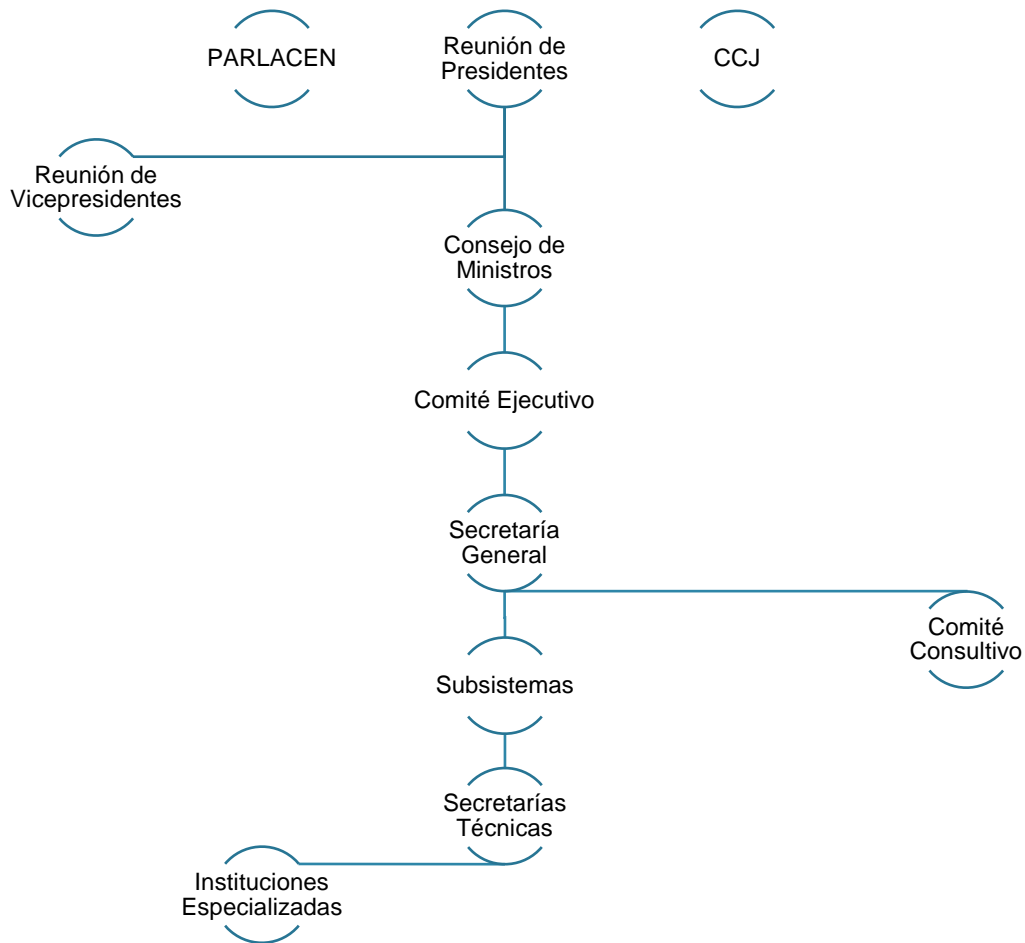 PARLACEN
Reunión de
Presidentes
CCJ
Reunión de
Vicepresidentes
Consejo de
Ministros
Comité Ejecutivo
Secretaría
General
Comité
Consultivo
Subsistemas
Secretarías
Técnicas
Instituciones
Especializadas